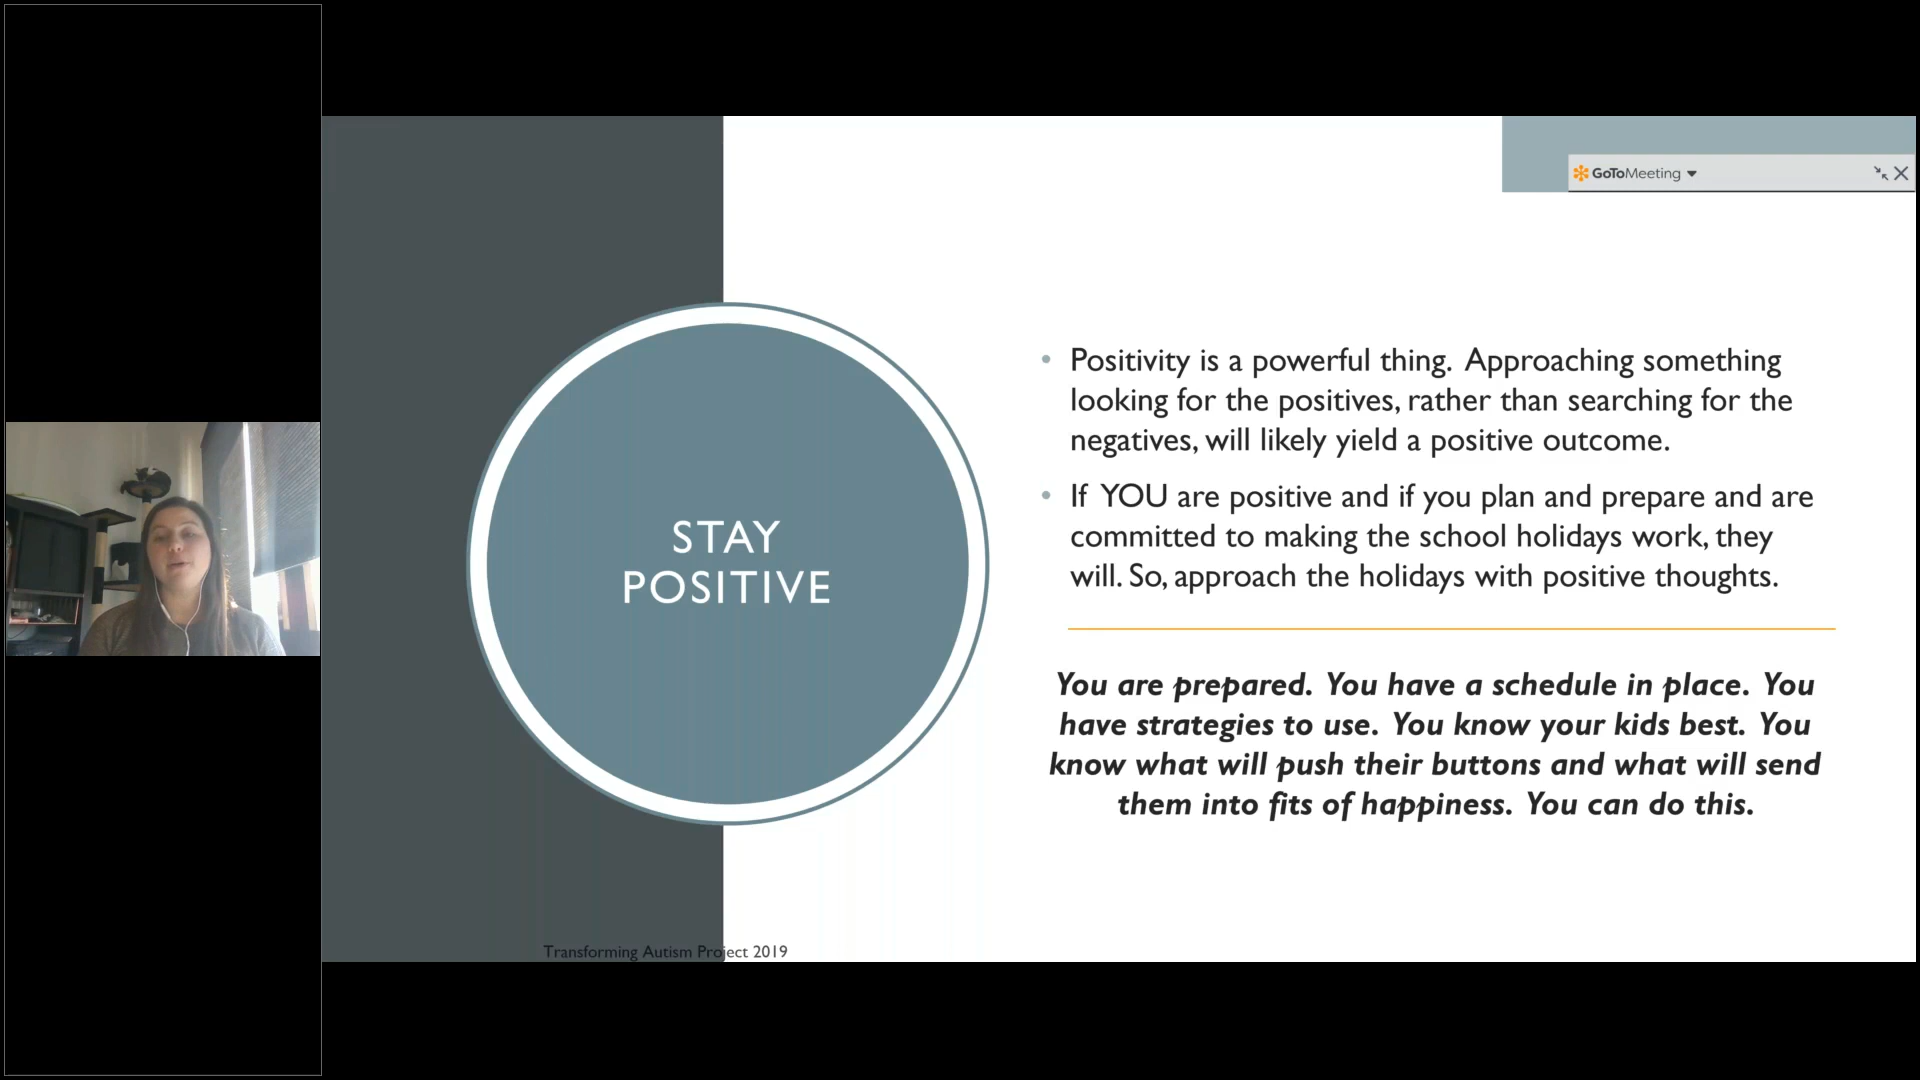 GoToMeeting
STAY
POSITIVE
• Positivity is a powerful thing. Approaching something
looking for the positives, rather than searching for the
negatives, will likely yield a positive outcome.
• If YOU are positive and if you plan and prepare and are
committed to making the school holidays work, they
will. So, approach the holidays with positive thoughts.
You are prepared. You have a schedule in place. You
have strategies to use. You know your kids best. You
know what will push their buttons and what will send
them into fits of happiness. You can do this.
Transforming Autism Project 2019